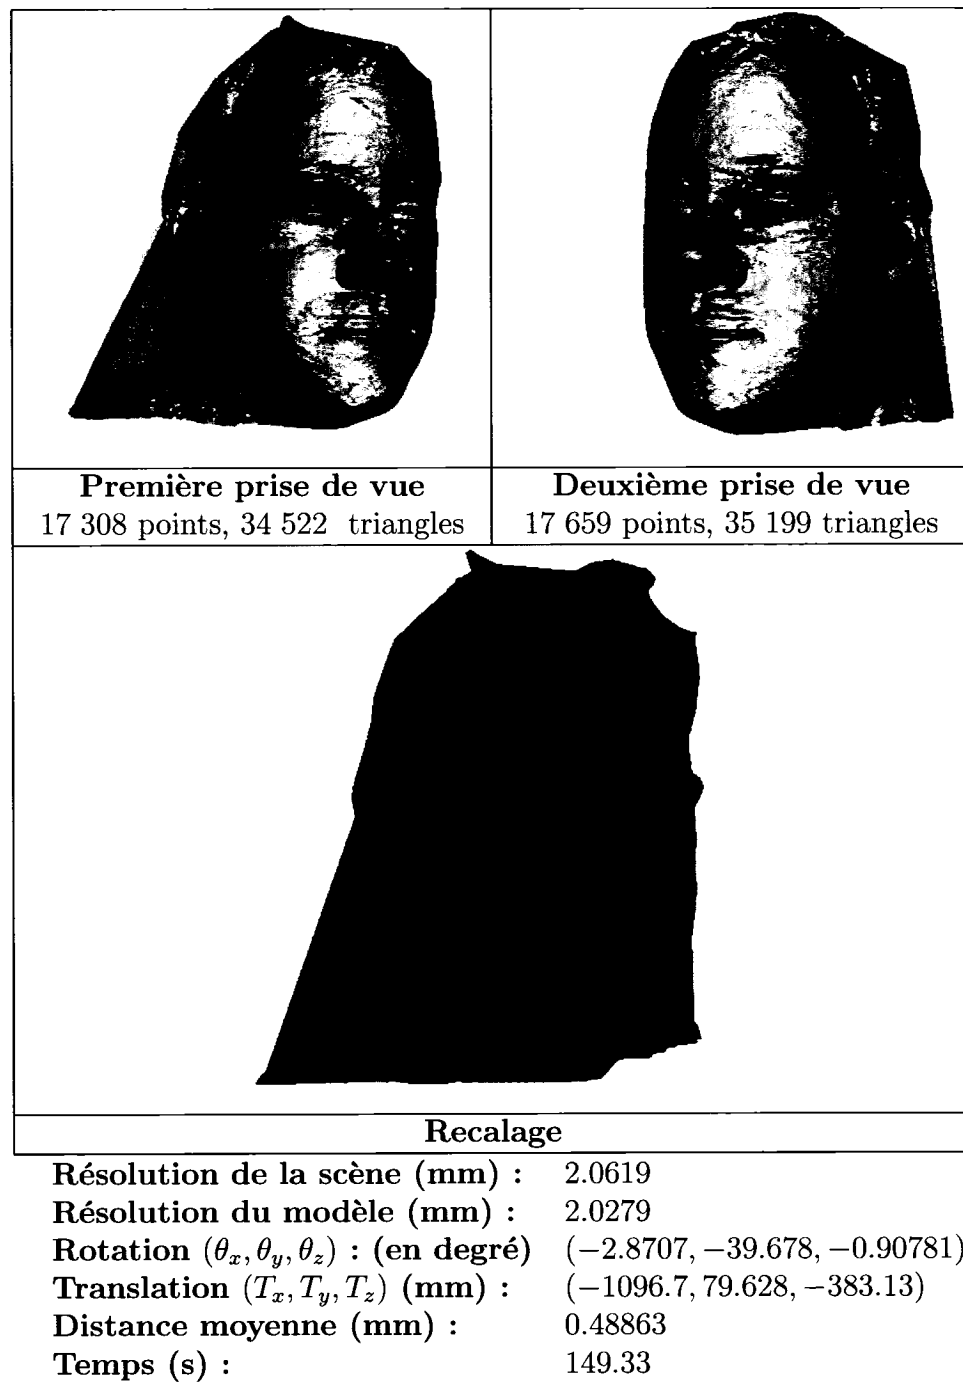 Première prise de vue
17 308 points, 34 522 triangles
Deuxième prise de vue
17 659 points, 35 199 triangles
Recalage
Résolution de la scène (mm) : 2.0619
Résolution du modèle (mm) : 2.0279
Rotation (θx, θy, θz) : (en degré) (−2.8707, −39.678, −0.90781)
Translation (Tx, Ty, Tz) (mm) : (−1096.7, 79.628, −383.13)
Distance moyenne (mm) : 0.48863
Temps (s) : 149.33